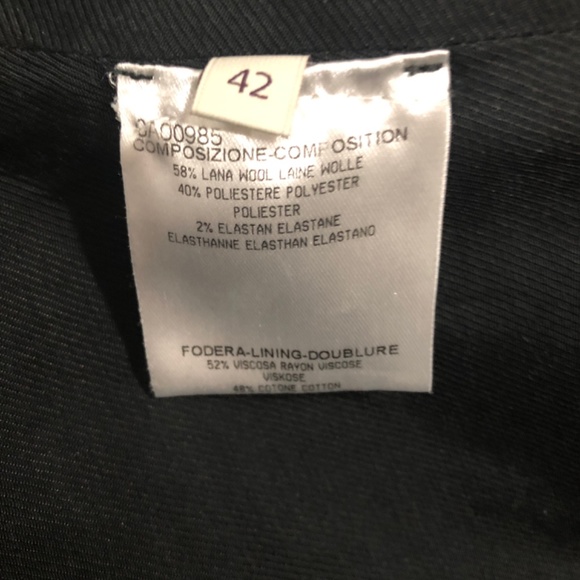 42
0A00985
COMPOSIZIONE-COMPOSITION
58% LANA WOOL LAINE WOLLE
40% POLIESTERE POLYESTER
POLIESTER
2% ELASTAN ELASTANE
ELASTHANNE ELASTHAN ELASTANO
FODERA-LINING-DOUBLURE
52% VISCOSA RAYON VISCOSE
VISKOSE
48% COTONE COTTON